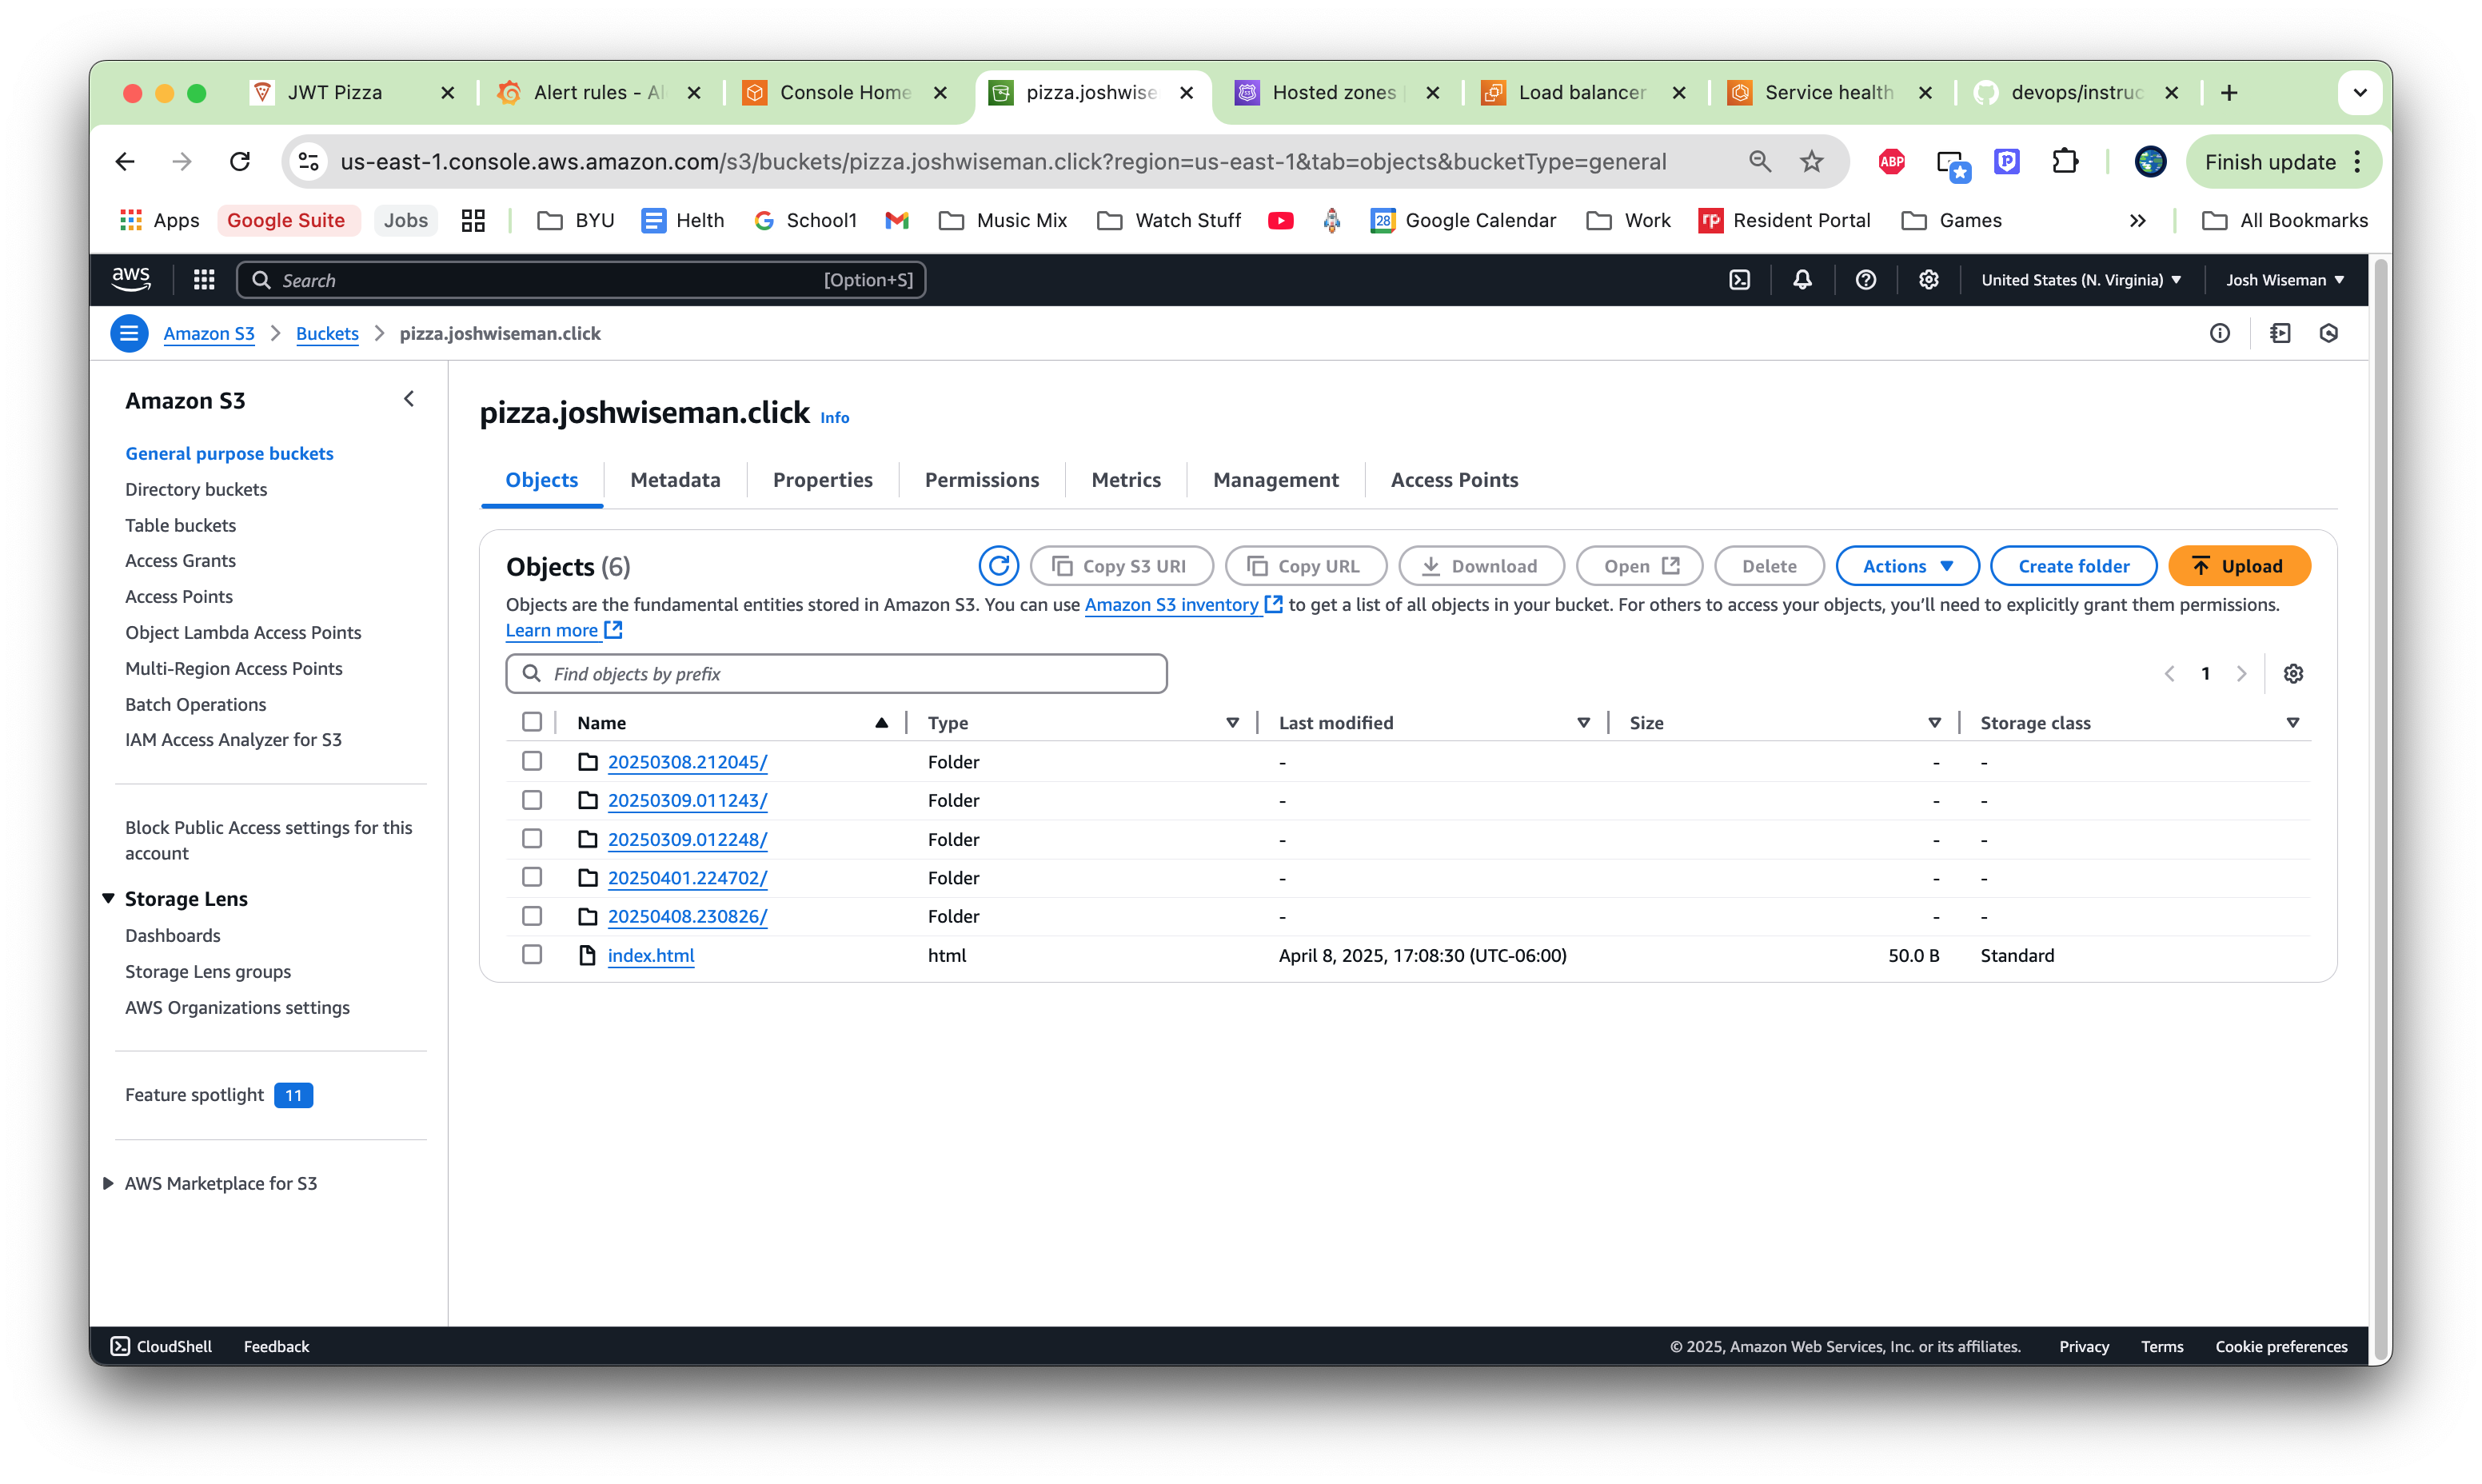 JWT Pizza
Alert rules - Al
Console Home
pizza.joshwise
Hosted zones
Load balancer
Service health
devops/instruc
us-east-1.console.aws.amazon.com/s3/buckets/pizza.joshwiseman.click?region=us-east-1&tab=objects&bucketType=general
ABP
Finish update
Apps
Google Suite
Jobs
BYU
Helth
School1
Music Mix
Watch Stuff
28
Google Calendar
Work
rp
Resident Portal
Games
All Bookmarks
aws
Search
[Option+S]
United States (N. Virginia)
Josh Wiseman
Amazon S3
Buckets
pizza.joshwiseman.click
Amazon S3
General purpose buckets
Directory buckets
Table buckets
Access Grants
Access Points
Object Lambda Access Points
Multi-Region Access Points
Batch Operations
IAM Access Analyzer for S3
Block Public Access settings for this
account
Storage Lens
Dashboards
Storage Lens groups
AWS Organizations settings
Feature spotlight 11
AWS Marketplace for S3
pizza.joshwiseman.click Info
Objects
Metadata
Properties
Permissions
Metrics
Management
Access Points
Objects (6)
Copy S3 URI
Copy URL
Download
Open
Delete
Actions
Create folder
Upload
Objects are the fundamental entities stored in Amazon S3. You can use Amazon S3 inventory to get a list of all objects in your bucket. For others to access your objects, you'll need to explicitly grant them permissions.
Learn more
Find objects by prefix
1
Name Type Last modified Size Storage class
20250308.212045/ Folder - - -
20250309.011243/ Folder - - -
20250309.012248/ Folder - - -
20250401.224702/ Folder - - -
20250408.230826/ Folder - - -
index.html html April 8, 2025, 17:08:30 (UTC-06:00) 50.0 B Standard
CloudShell
Feedback
© 2025, Amazon Web Services, Inc. or its affiliates.
Privacy
Terms
Cookie preferences